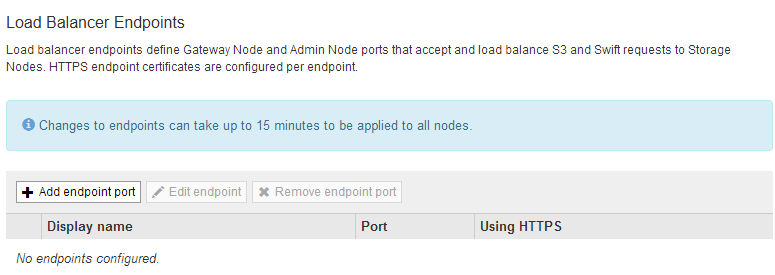 Load Balancer Endpoints
Load balancer endpoints define Gateway Node and Admin Node ports that accept and load balance S3 and Swift requests to Storage
Nodes. HTTPS endpoint certificates are configured per endpoint.
Changes to endpoints can take up to 15 minutes to be applied to all nodes.
Add endpoint port Edit endpoint Remove endpoint port
Display name Port Using HTTPS
No endpoints configured.